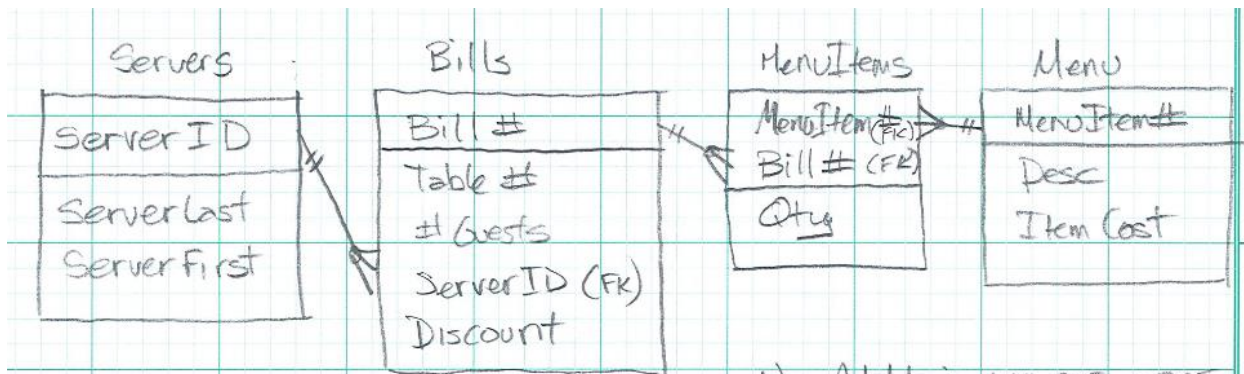 Servers
ServerID
ServerLast
ServerFirst
Bills
Bill #
Table #
# Guests
ServerID (FK)
Discount
MenuItems
MenuItem# (FK)
Bill # (FK)
Qty
Menu
MenuItem#
Desc
Item Cost